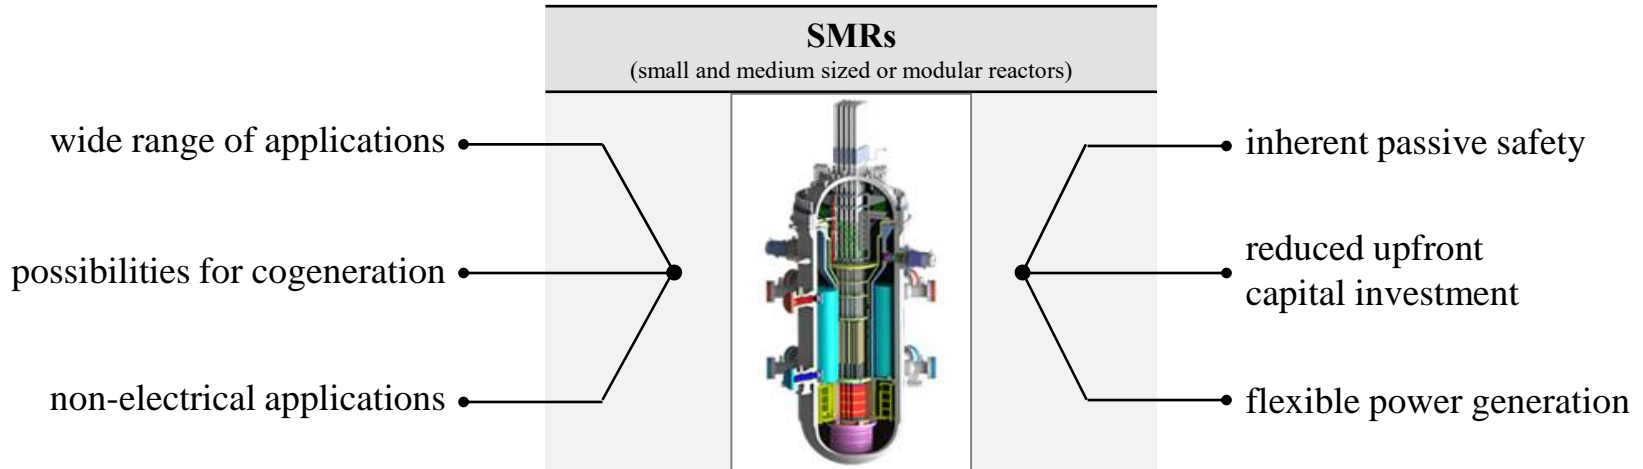 SMRs
(small and medium sized or modular reactors)
wide range of applications
possibilities for cogeneration
non-electrical applications
inherent passive safety
reduced upfront
capital investment
flexible power generation